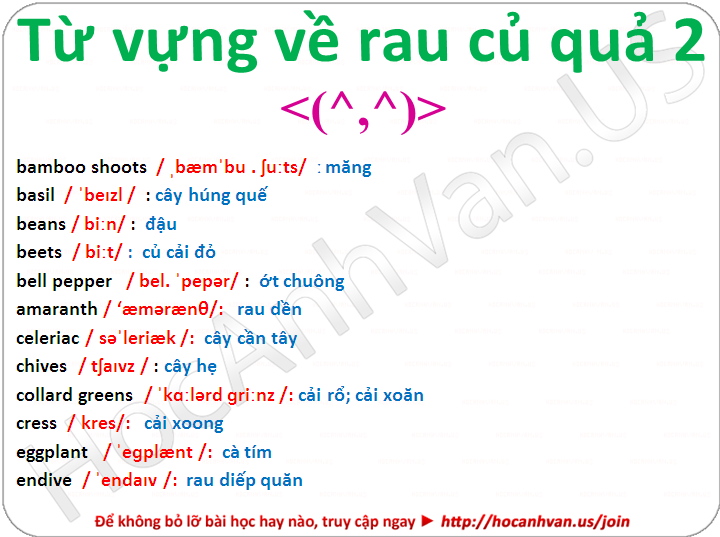 Từ vựng về rau củ quả 2
<(^,^)>
bamboo shoots / ˌbæmˈbu . ʃuːts/ : măng
basil / ˈbeɪzl / : cây húng quế
beans / biːn/ : đậu
beets / biːt/ : củ cải đỏ
bell pepper / bel. ˈpepər/ : ớt chuông
amaranth / ‘æmərænθ/: rau dền
celeriac / səˈleriæk /: cây cần tây
chives / tʃaɪvz / : cây hẹ
collard greens / ˈkɑːlərd ɡriːnz /: cải rổ; cải xoăn
cress / kres/: cải xoong
eggplant / ˈeɡplænt /: cà tím
endive / ˈendaɪv /: rau diếp quăn
Để không bỏ lỡ bài học hay nào, truy cập ngay ► http://hocanhvan.us/join
HocAnhVan.US